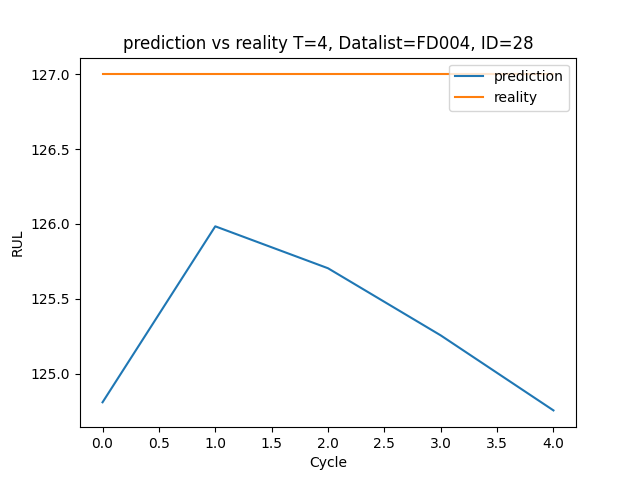 prediction vs reality T=4, Datalist=FD004, ID=28
127.0
126.5
126.0
125.5
125.0
RUL
prediction
reality
0.0 0.5 1.0 1.5 2.0 2.5 3.0 3.5 4.0
Cycle